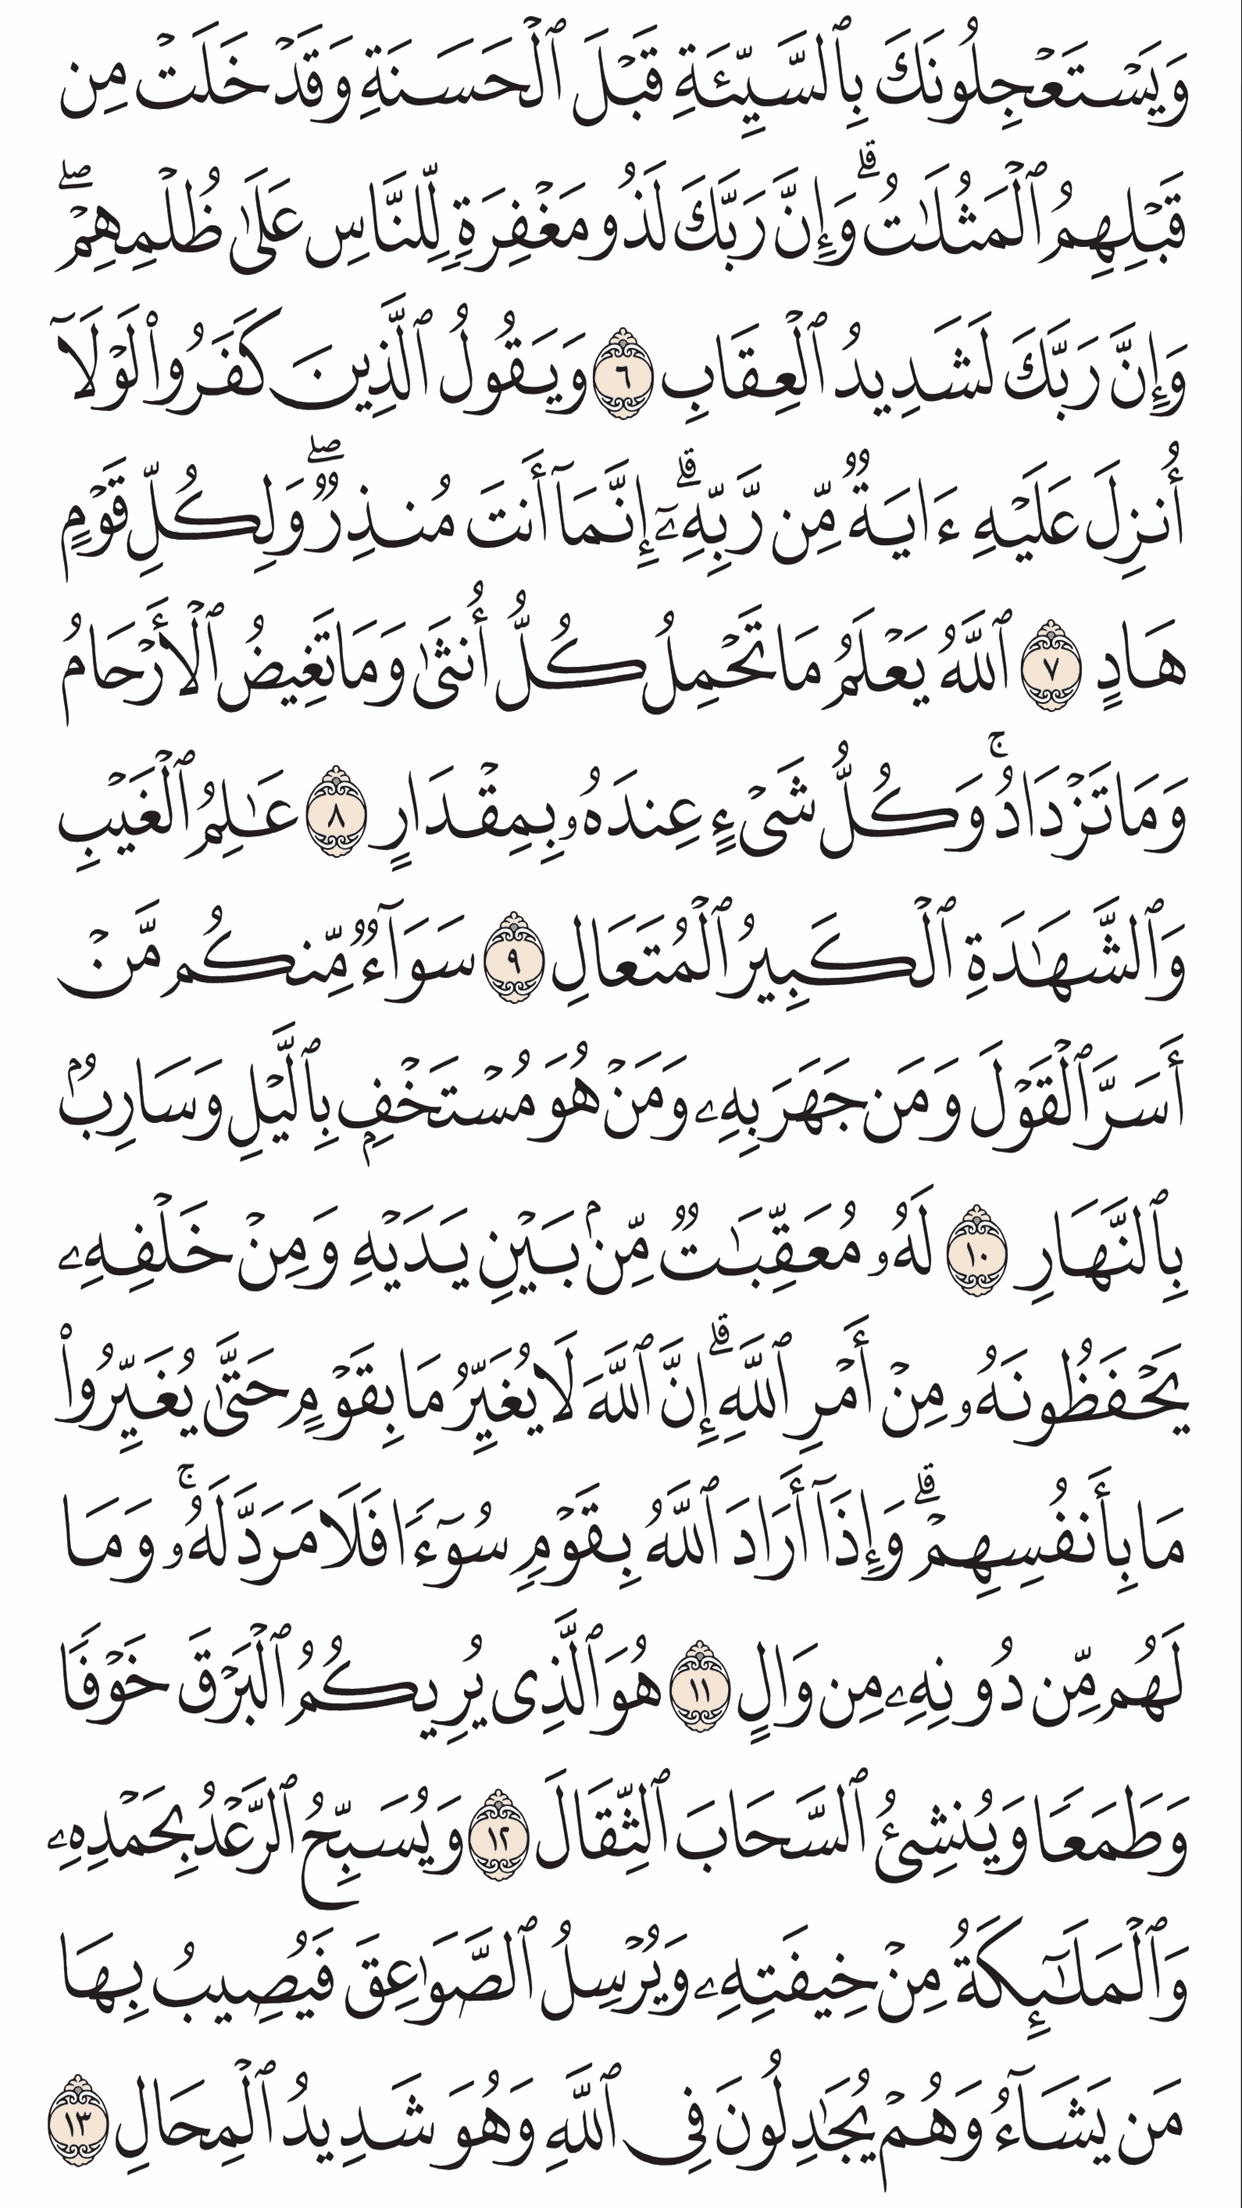 وَيَسۡتَعۡجِلُونَكَ بِٱلسَّيِّئَةِ قَبۡلَ ٱلۡحَسَنَةِ وَقَدۡ خَلَتۡ مِن
قَبۡلِهِمُ ٱلۡمَثُلَٰتُۗ وَإِنَّ رَبَّكَ لَذُو مَغۡفِرَةٖ لِّلنَّاسِ عَلَىٰ ظُلۡمِهِمۡۖ
وَإِنَّ رَبَّكَ لَشَدِيدُ ٱلۡعِقَابِ ٦ وَيَقُولُ ٱلَّذِينَ كَفَرُواْ لَوۡلَآ
أُنزِلَ عَلَيۡهِ ءَايَةٞ مِّن رَّبِّهِۦٓۗ إِنَّمَآ أَنتَ مُنذِرٞۖ وَلِكُلِّ قَوۡمٍ
هَادٍ ٧ ٱللَّهُ يَعۡلَمُ مَا تَحۡمِلُ كُلُّ أُنثَىٰ وَمَا تَغِيضُ ٱلۡأَرۡحَامُ
وَمَا تَزۡدَادُۚ وَكُلُّ شَيۡءٍ عِندَهُۥ بِمِقۡدَارٍ ٨ عَٰلِمُ ٱلۡغَيۡبِ
وَٱلشَّهَٰدَةِ ٱلۡكَبِيرُ ٱلۡمُتَعَالِ ٩ سَوَآءٞ مِّنكُم مَّنۡ
أَسَرَّ ٱلۡقَوۡلَ وَمَن جَهَرَ بِهِۦ وَمَنۡ هُوَ مُسۡتَخۡفِۭ بِٱلَّيۡلِ وَسَارِبُۢ
بِٱلنَّهَارِ ١٠ لَهُۥ مُعَقِّبَٰتٞ مِّنۢ بَيۡنِ يَدَيۡهِ وَمِنۡ خَلۡفِهِۦ
يَحۡفَظُونَهُۥ مِنۡ أَمۡرِ ٱللَّهِۗ إِنَّ ٱللَّهَ لَا يُغَيِّرُ مَا بِقَوۡمٍ حَتَّىٰ يُغَيِّرُواْ
مَا بِأَنفُسِهِمۡۗ وَإِذَآ أَرَادَ ٱللَّهُ بِقَوۡمٖ سُوٓءٗا فَلَا مَرَدَّ لَهُۥۚ وَمَا
لَهُم مِّن دُونِهِۦ مِن وَالٍ ١١ هُوَ ٱلَّذِي يُرِيكُمُ ٱلۡبَرۡقَ خَوۡفٗا
وَطَمَعٗا وَيُنشِئُ ٱلسَّحَابَ ٱلثِّقَالَ ١٢ وَيُسَبِّحُ ٱلرَّعۡدُ بِحَمۡدِهِۦ
وَٱلۡمَلَٰٓئِكَةُ مِنۡ خِيفَتِهِۦ وَيُرۡسِلُ ٱلصَّوَٰعِقَ فَيُصِيبُ بِهَا
مَن يَشَآءُ وَهُمۡ يُجَٰدِلُونَ فِي ٱللَّهِ وَهُوَ شَدِيدُ ٱلۡمِحَالِ ١٣